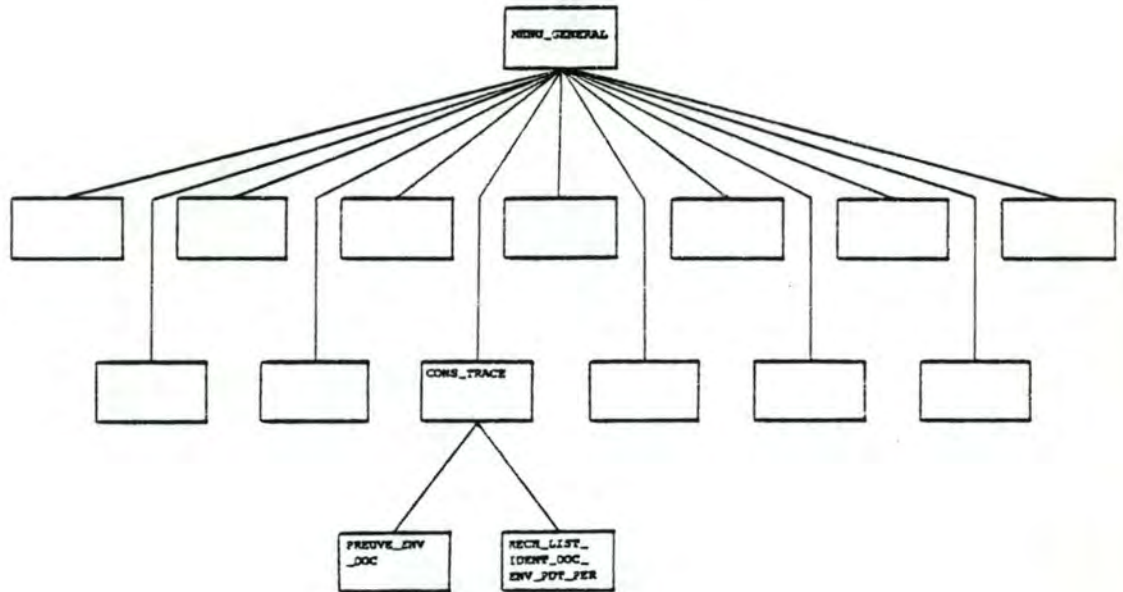 MENU_GENERAL
CONS_TRACE
PREUVE_ENV
_DOC
RECH_LIST_
IDENT_DOC_
ENV_PDT_PER